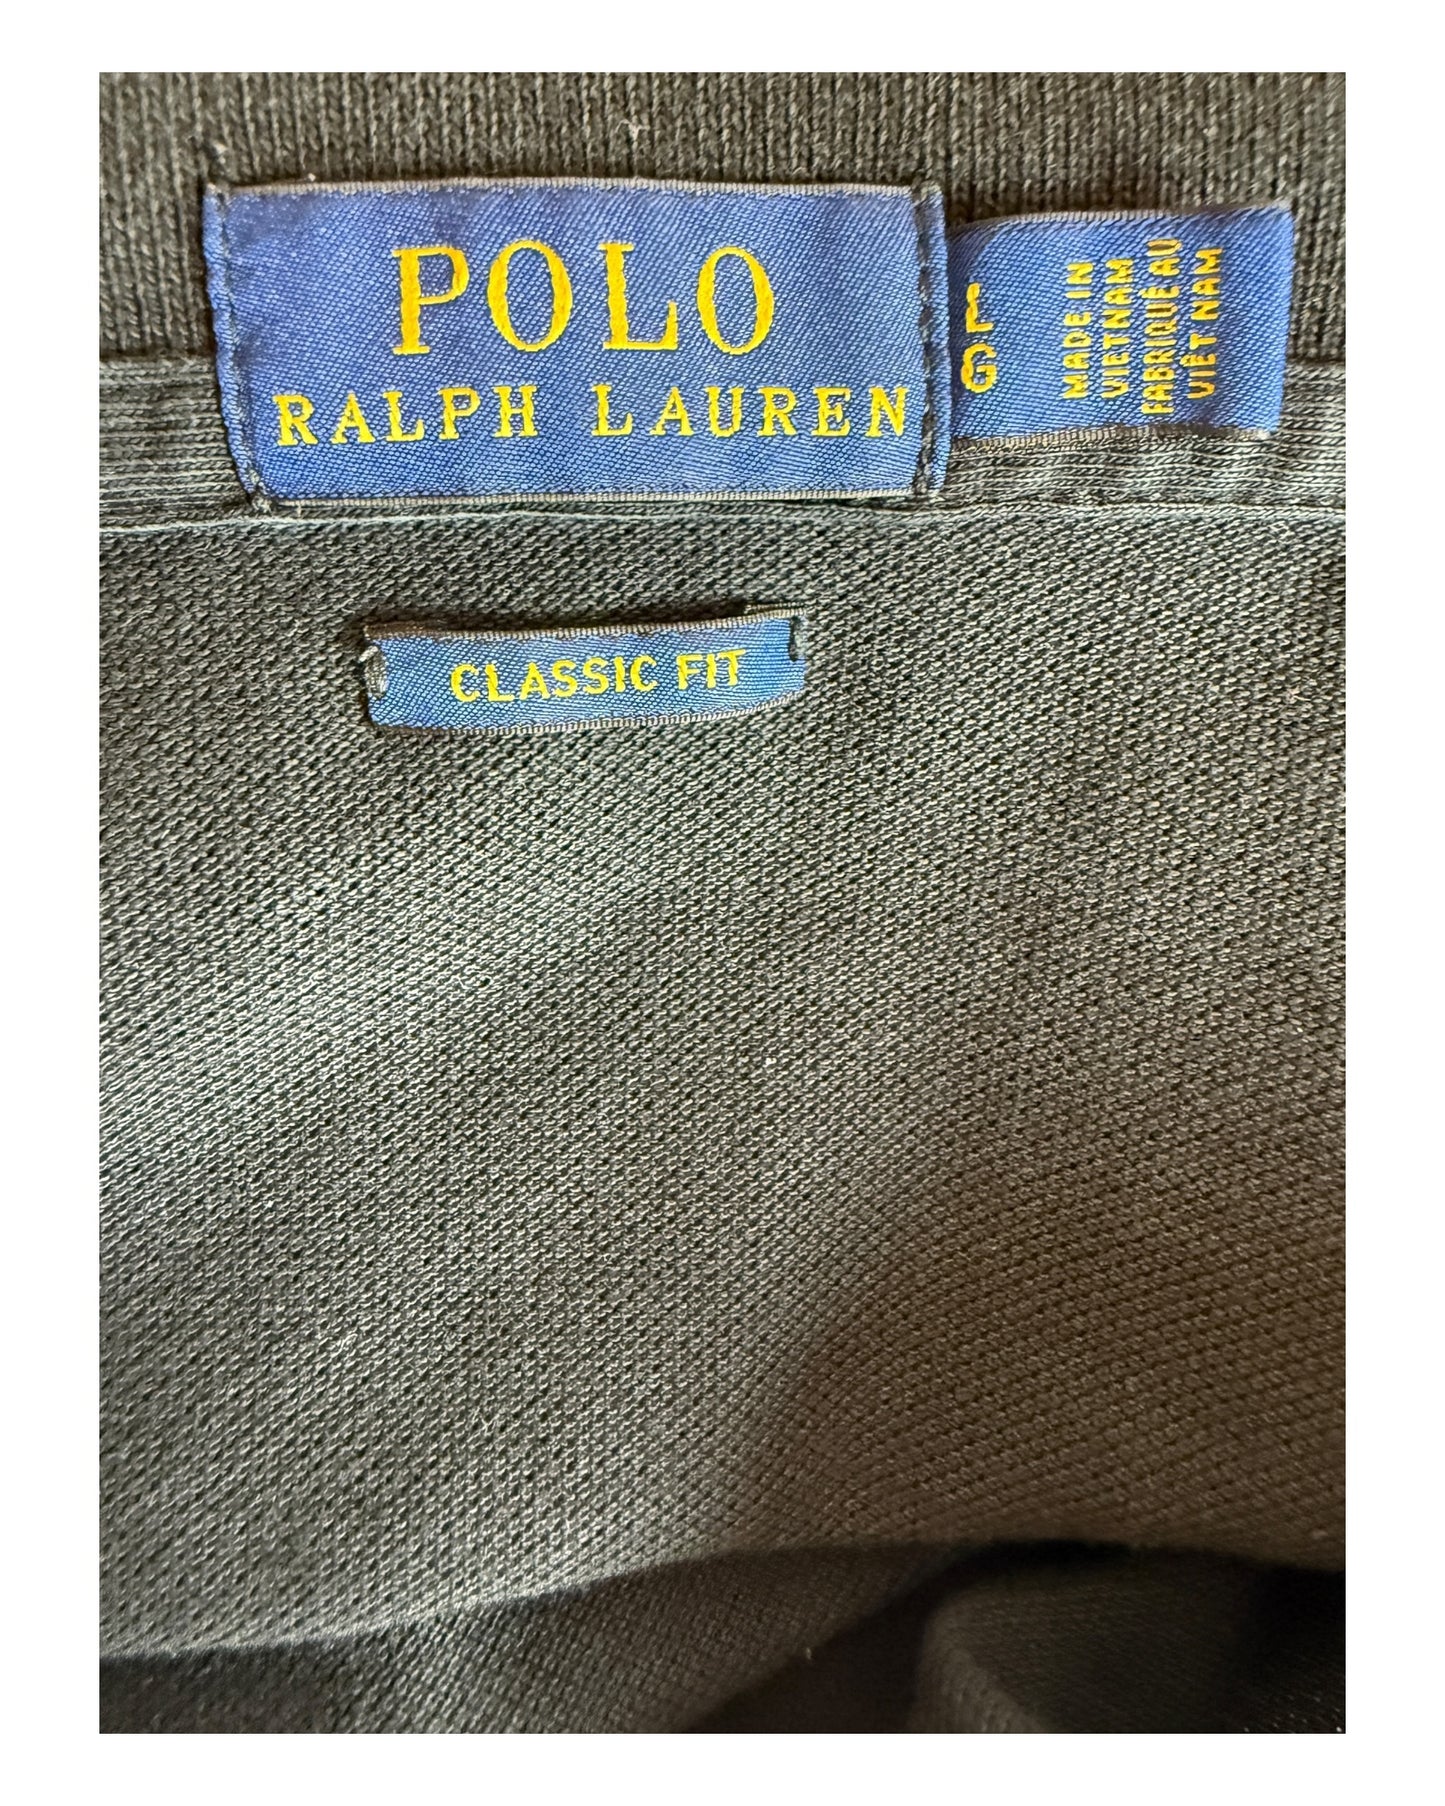 POLO
RALPH LAUREN
L
G
MADE IN
VIETNAM
FABRIQUÉ AU
VIÊT NAM
CLASSIC FIT